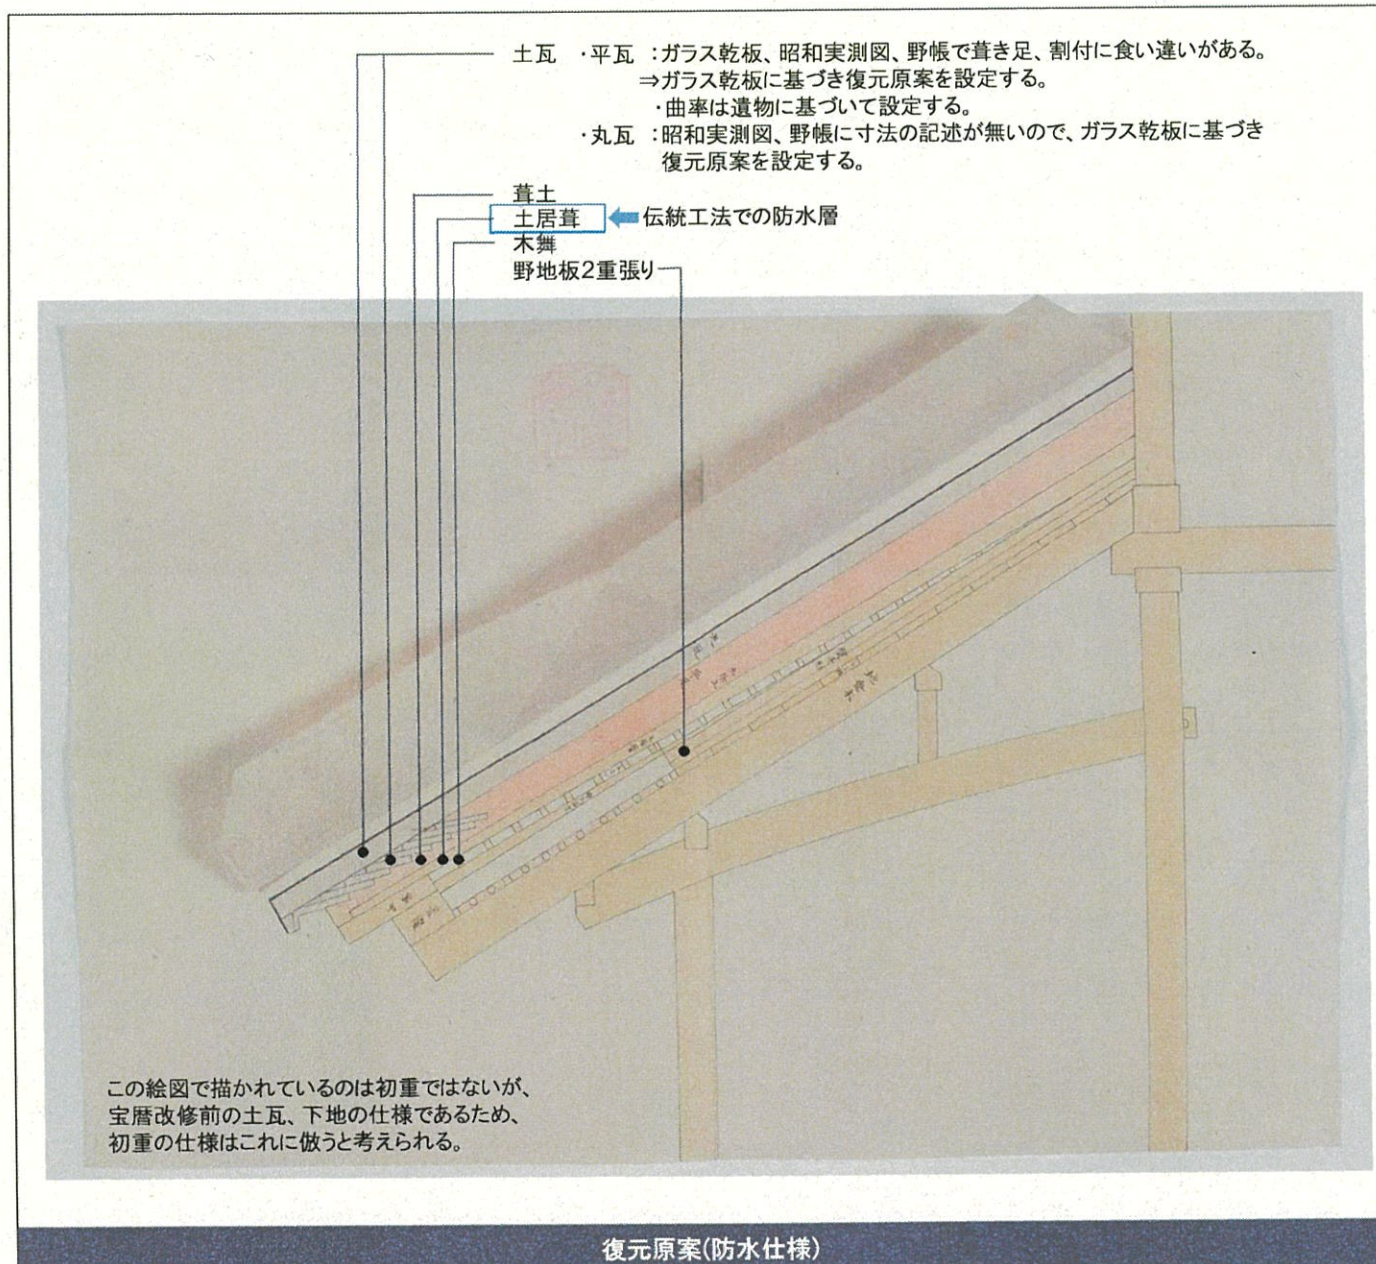 土瓦 ・平瓦 ：ガラス乾板、昭和実測図、野帳で葺き足、割付に食い違いがある。
⇒ガラス乾板に基づき復元原案を設定する。
・曲率は遺物に基づいて設定する。
・丸瓦 ：昭和実測図、野帳に寸法の記述が無いので、ガラス乾板に基づき
復元原案を設定する。
葺土
土居葺 伝統工法での防水層
木舞
野地板2重張り
この絵図で描かれているのは初重ではないが、
宝暦改修前の土瓦、下地の仕様であるため、
初重の仕様はこれに倣うと考えられる。
復元原案(防水仕様)